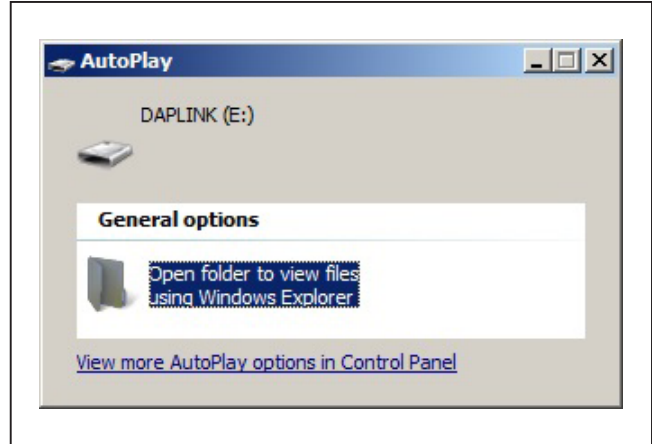 AutoPlay
DAPLINK (E:)
General options
Open folder to view files
using Windows Explorer
View more AutoPlay options in Control Panel